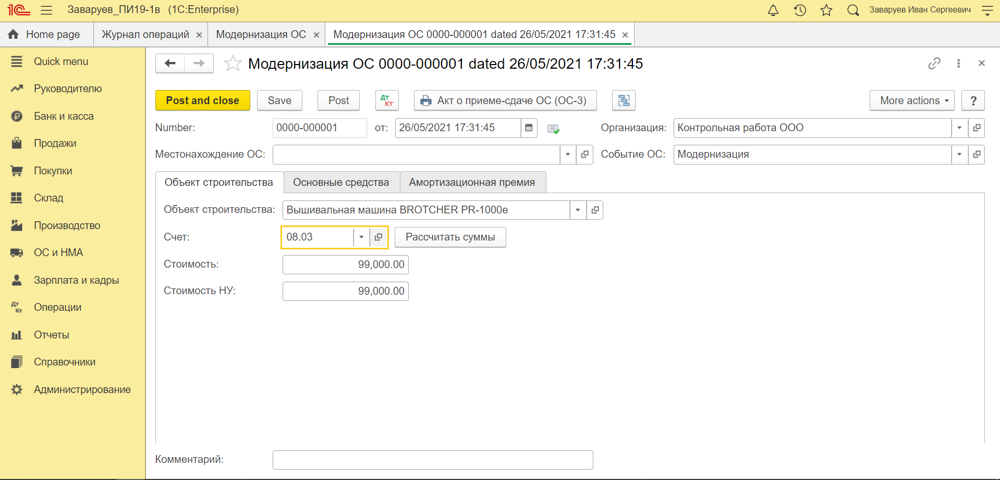 1С Заваруев_ПИ19-1в (1C:Enterprise) Заваруев Иван Сергеевич
Home page Журнал операций × Модернизация ОС × Модернизация ОС 0000-000001 dated 26/05/2021 17:31:45 ×
Quick menu
Руководителю
Банк и касса
Продажи
Покупки
Склад
Производство
ОС и НМА
Зарплата и кадры
Дт Кт Операции
Отчеты
Справочники
Администрирование
Модернизация ОС 0000-000001 dated 26/05/2021 17:31:45
Post and close Save Post Дт Кт Акт о приеме-сдаче ОС (ОС-3) More actions ?
Number: 0000-000001 от: 26/05/2021 17:31:45 Организация: Контрольная работа ООО
Местонахождение ОС: Событие ОС: Модернизация
Объект строительства Основные средства Амортизационная премия
Объект строительства: Вышивальная машина BROTCHER PR-1000e
Счет: 08.03 Рассчитать суммы
Стоимость: 99,000.00
Стоимость НУ: 99,000.00
Комментарий: